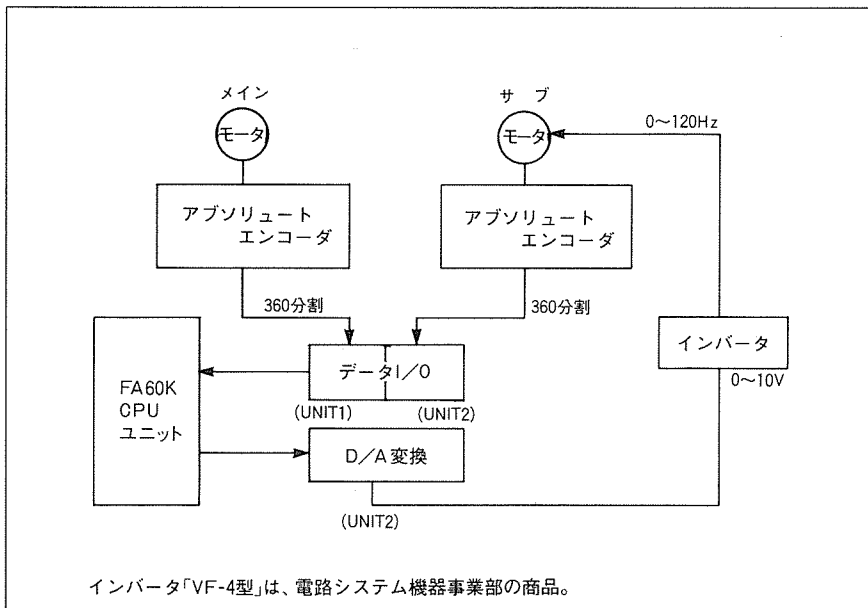 メイン
モータ
サ ブ
モータ
0〜120Hz
アブソリュート
エンコーダ
アブソリュート
エンコーダ
360分割
360分割
FA60K
CPU
ユニット
データI/O
(UNIT1)
(UNIT2)
インバータ
0〜10V
D/A変換
(UNIT2)
インバータ「VF-4型」は、電路システム機器事業部の商品。